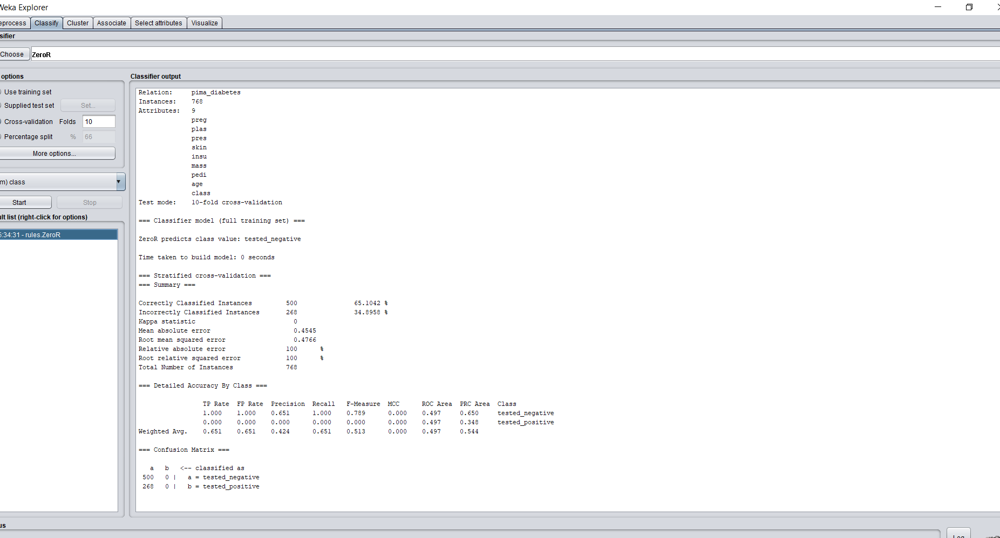 Weka Explorer
eprocess Classify Cluster Associate Select attributes Visualize
sifier
Choose ZeroR
options
Classifier output
Use training set
Supplied test set Set...
Cross-validation Folds 10
Percentage split % 66
More options...
m) class
Start Stop
lt list (right-click for options)
5:34:31 - rules.ZeroR
Relation: pima_diabetes
Instances: 768
Attributes: 9
preg
plas
pres
skin
insu
mass
pedi
age
class
Test mode: 10-fold cross-validation
=== Classifier model (full training set) ===
ZeroR predicts class value: tested_negative
Time taken to build model: 0 seconds
=== Stratified cross-validation ===
=== Summary ===
Correctly Classified Instances 500 65.1042 %
Incorrectly Classified Instances 268 34.8958 %
Kappa statistic 0
Mean absolute error 0.4545
Root mean squared error 0.4766
Relative absolute error 100 %
Root relative squared error 100 %
Total Number of Instances 768
=== Detailed Accuracy By Class ===
TP Rate FP Rate Precision Recall F-Measure MCC ROC Area PRC Area Class
1.000 1.000 0.651 1.000 0.789 0.000 0.497 0.650 tested_negative
0.000 0.000 0.000 0.000 0.000 0.000 0.497 0.348 tested_positive
Weighted Avg. 0.651 0.651 0.424 0.651 0.513 0.000 0.497 0.544
=== Confusion Matrix ===
a b <-- classified as
500 0 | a = tested_negative
268 0 | b = tested_positive
us
Log